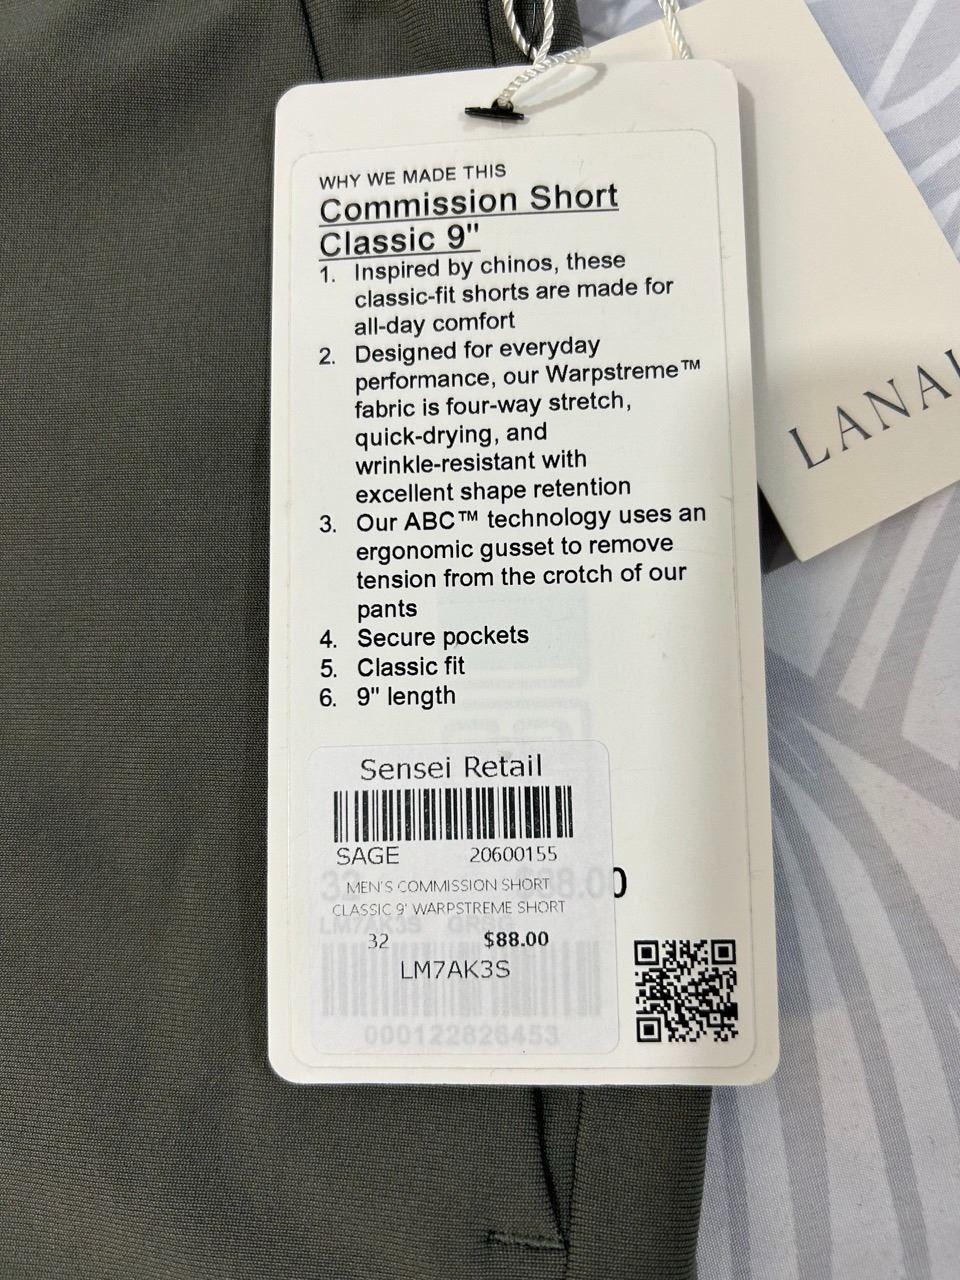 WHY WE MADE THIS
Commission Short
Classic 9"
1. Inspired by chinos, these
classic-fit shorts are made for
all-day comfort
2. Designed for everyday
performance, our Warpstreme™
fabric is four-way stretch,
quick-drying, and
wrinkle-resistant with
excellent shape retention
3. Our ABC™ technology uses an
ergonomic gusset to remove
tension from the crotch of our
pants
4. Secure pockets
5. Classic fit
6. 9" length
LANAI
Sensei Retail
SAGE 20600155
MEN'S COMMISSION SHORT
CLASSIC 9' WARPSTREME SHORT
32 $88.00
LM7AK3S
32 88.00
LM7AK3S
000122826453